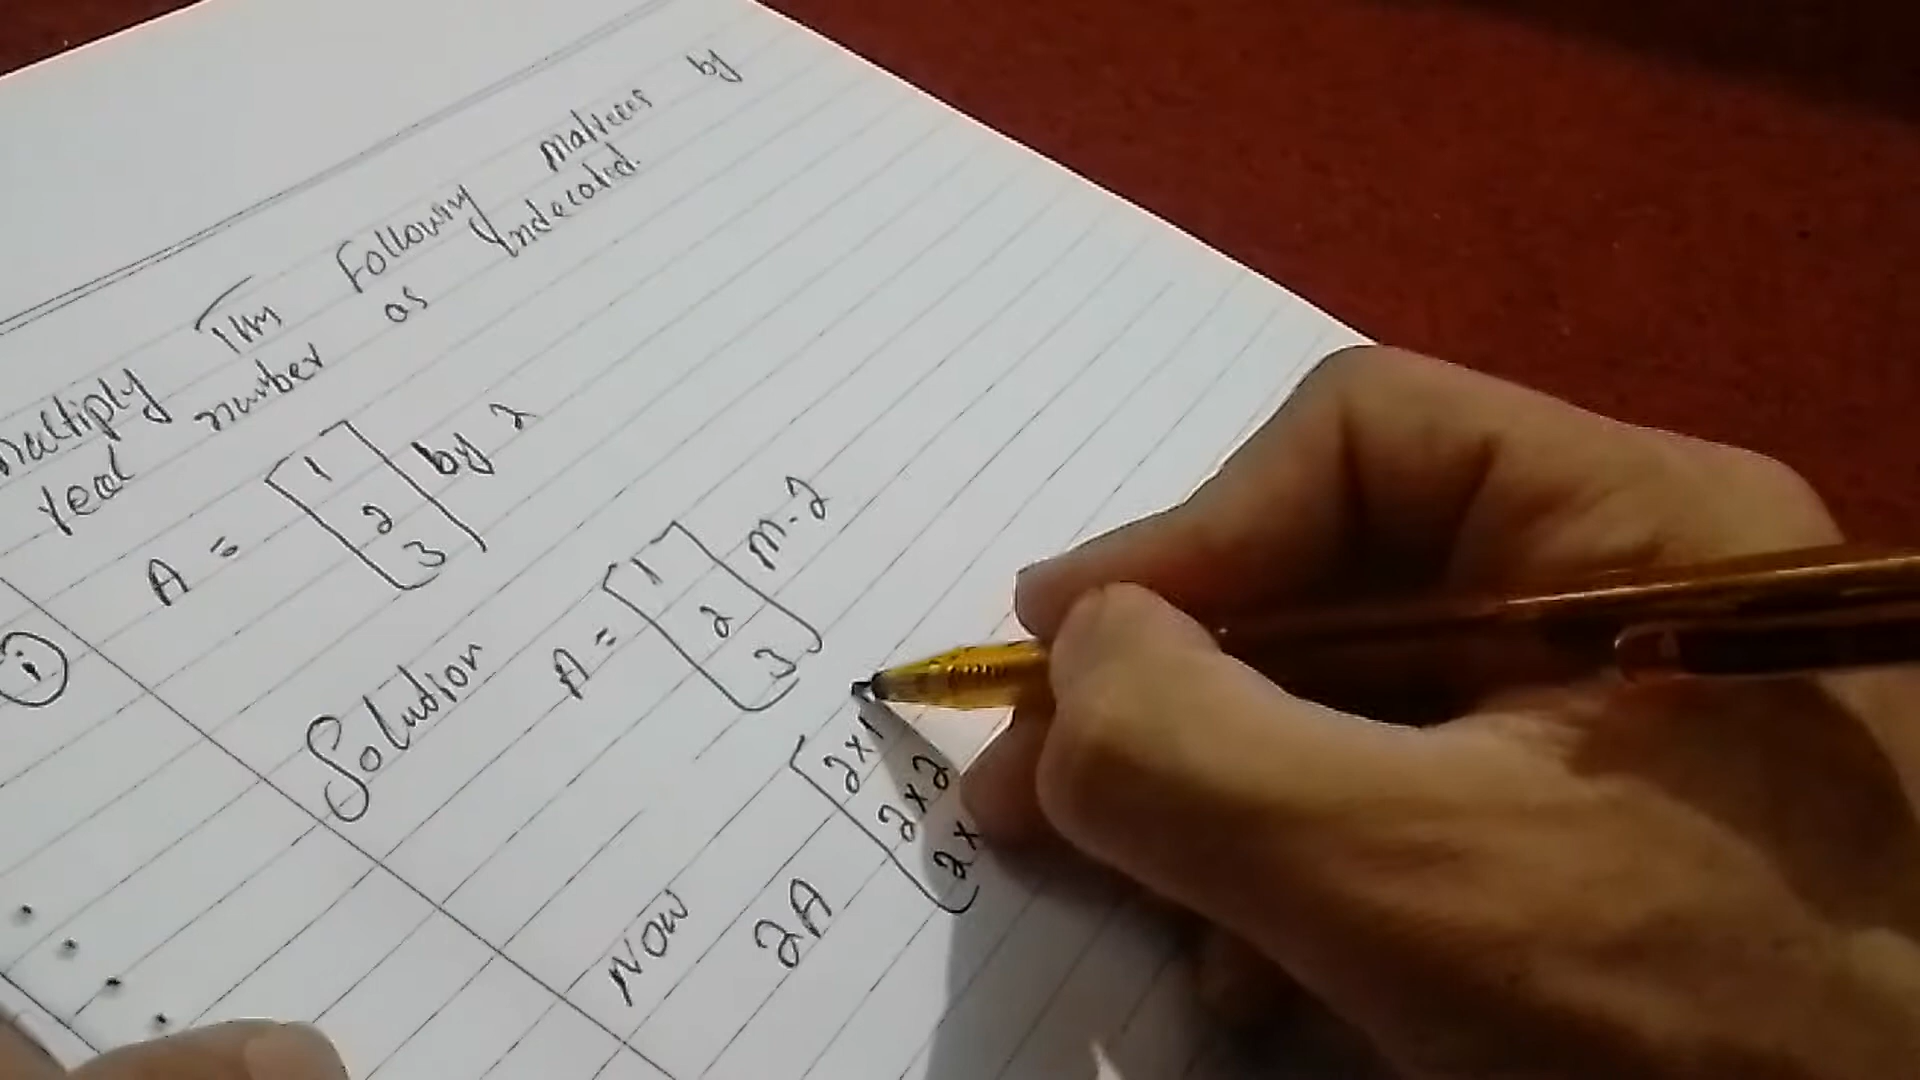 Multiply The Following Matrices by
real number as Indecated.
i A = [ 1 2 3 ] by 2
Solution A = [ 1 2 3 ] m-2
Now 2A [ 2×1 2×2 2×